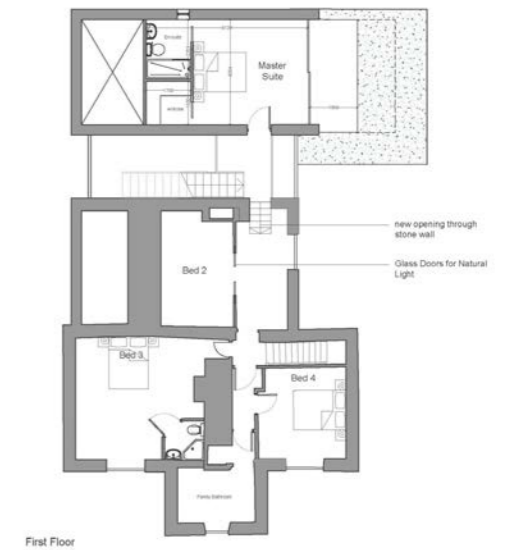 Ensuite
Master
Suite
wardrobe
new opening through
stone wall
Glass Doors for Natural
Light
Bed 2
Bed 3
Bed 4
Family Bathroom
First Floor